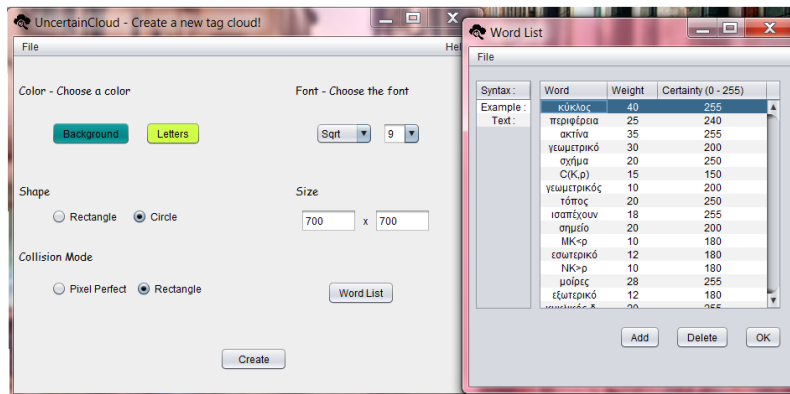 UncertainCloud - Create a new tag cloud!
File Hel
Color - Choose a color Font - Choose the font
Background Letters Sqrt 9
Shape Size
Rectangle Circle 700 x 700
Collision Mode
Pixel Perfect Rectangle Word List
Create
Word List
File
Syntax : Word Weight Certainty (0 - 255)
Example : κύκλος 40 255
Text : περιφέρεια 25 240
ακτίνα 35 255
γεωμετρικό 30 200
σχήμα 20 250
C(K,ρ) 15 150
γεωμετρικός 10 200
τόπος 20 250
ισαπέχουν 18 255
σημείο 20 200
MK<ρ 10 180
εσωτερικό 12 180
NK>ρ 10 180
μοίρες 28 255
εξωτερικό 12 180
Add Delete OK